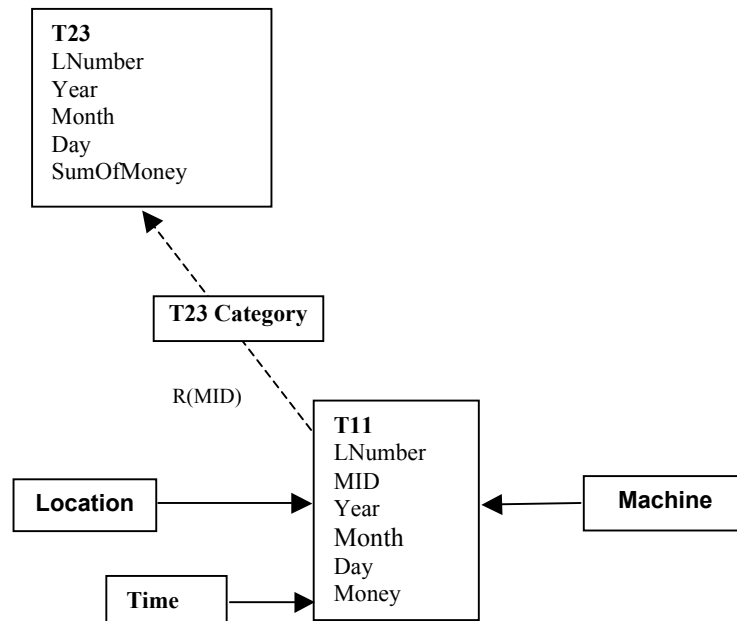 T23
LNumber
Year
Month
Day
SumOfMoney
T23 Category
R(MID)
T11
LNumber
MID
Year
Month
Day
Money
Location
Machine
Time